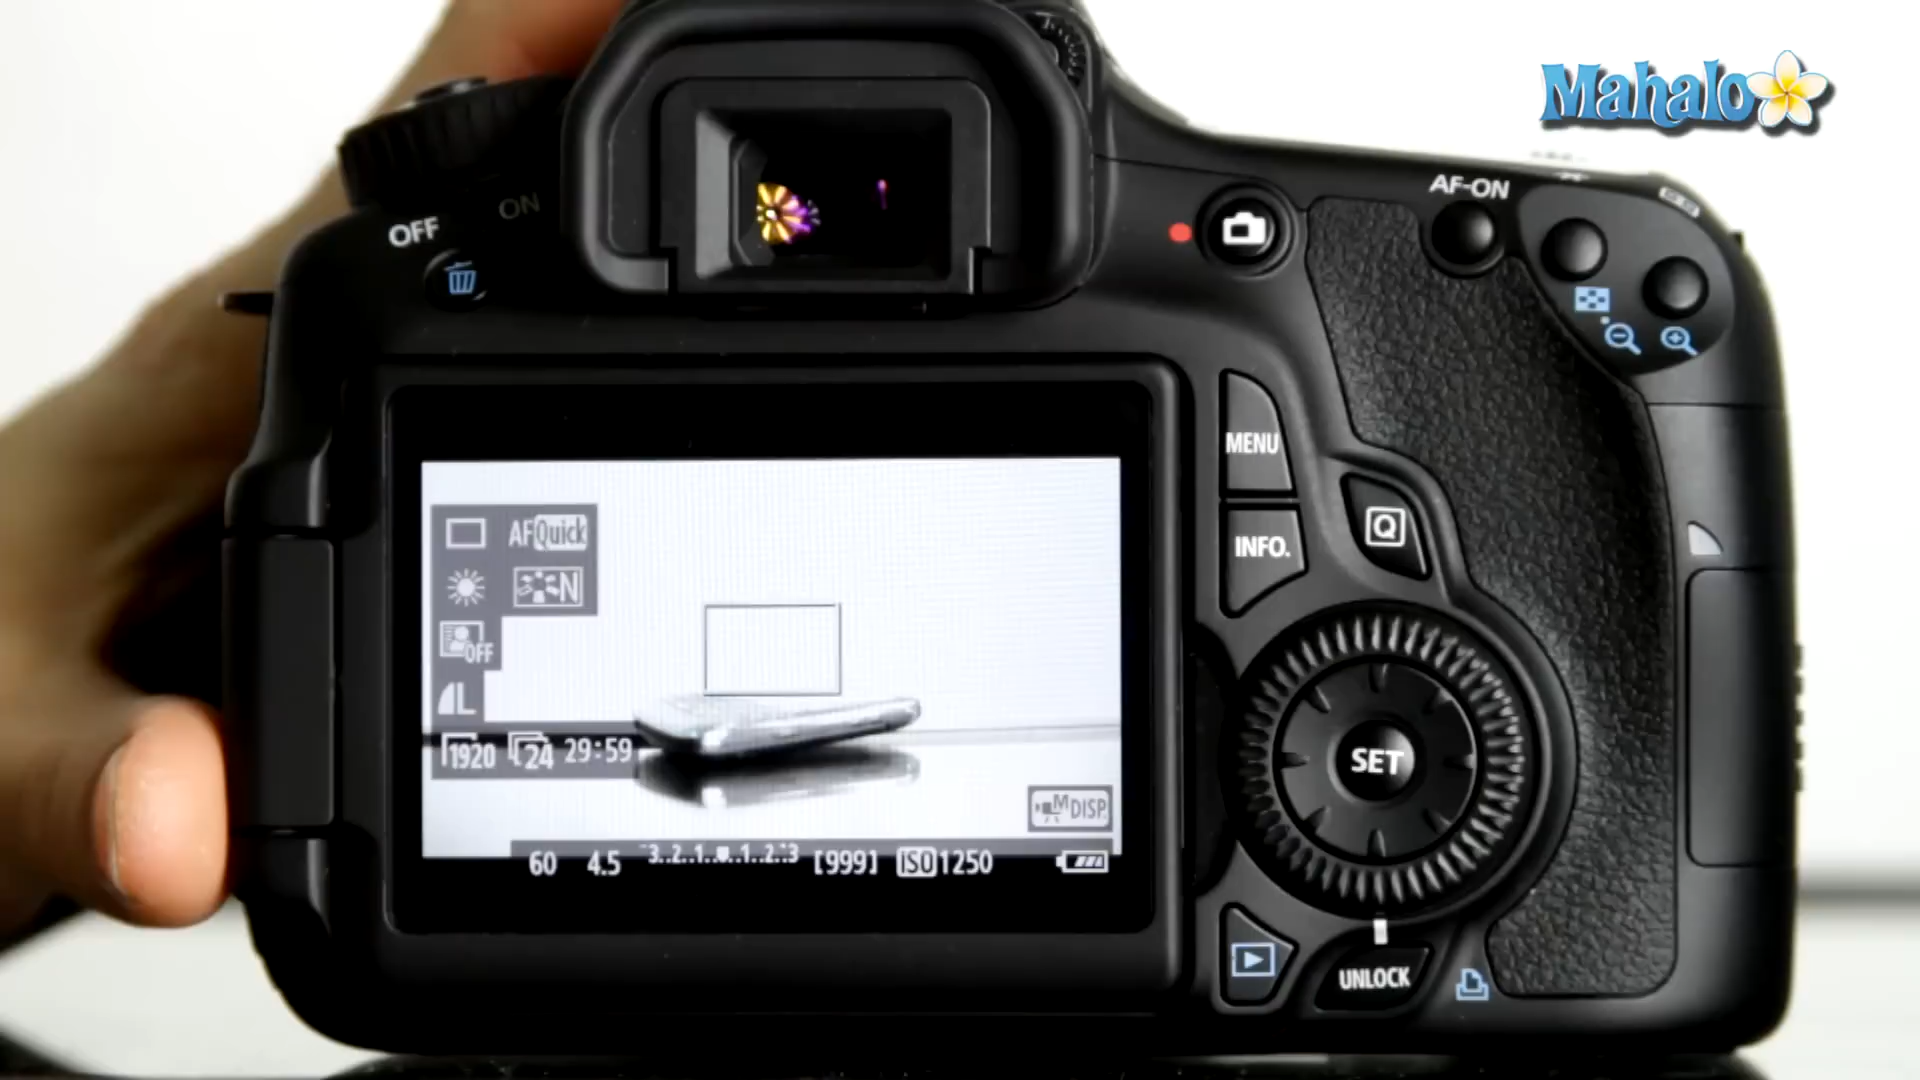 Mahalo
AF-ON
OFF ON
MENU
INFO.
Q
AF Quick
N
OFF
L
1920 24 29:59
M DISP.
60 4.5 3..2..1..■..1..2..3 [999] ISO 1250
SET
UNLOCK